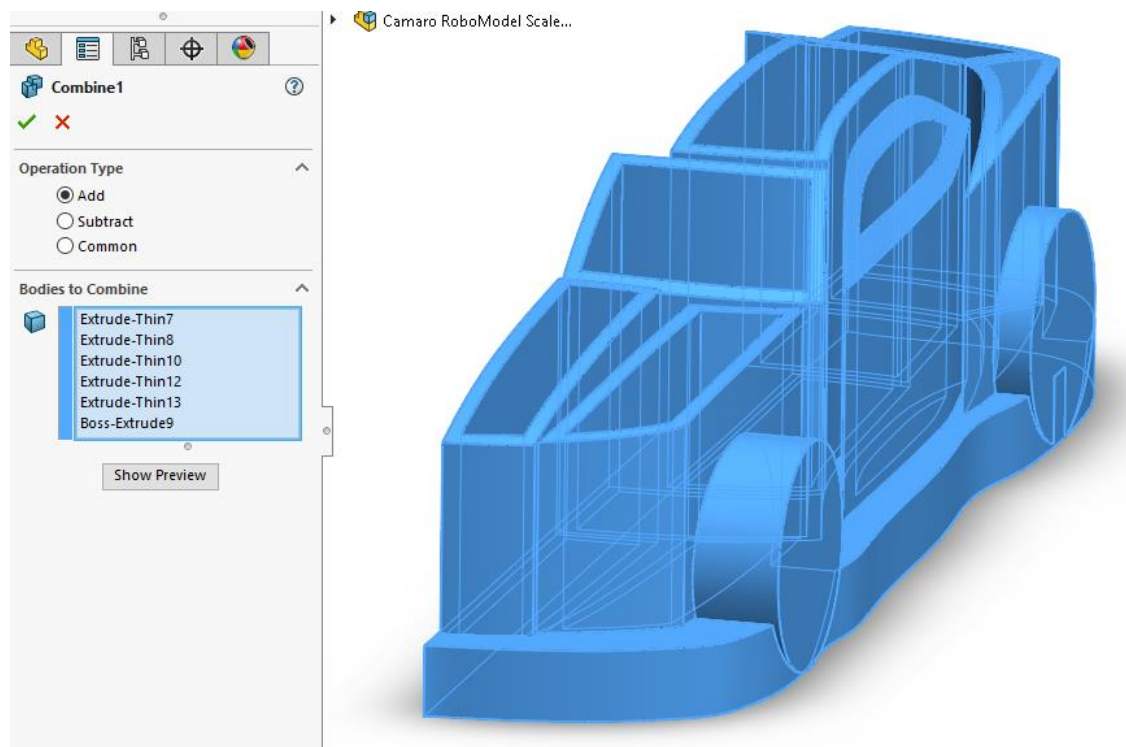 Camaro RoboModel Scale...
Combine1
Operation Type
Add
Subtract
Common
Bodies to Combine
Extrude-Thin7
Extrude-Thin8
Extrude-Thin10
Extrude-Thin12
Extrude-Thin13
Boss-Extrude9
Show Preview